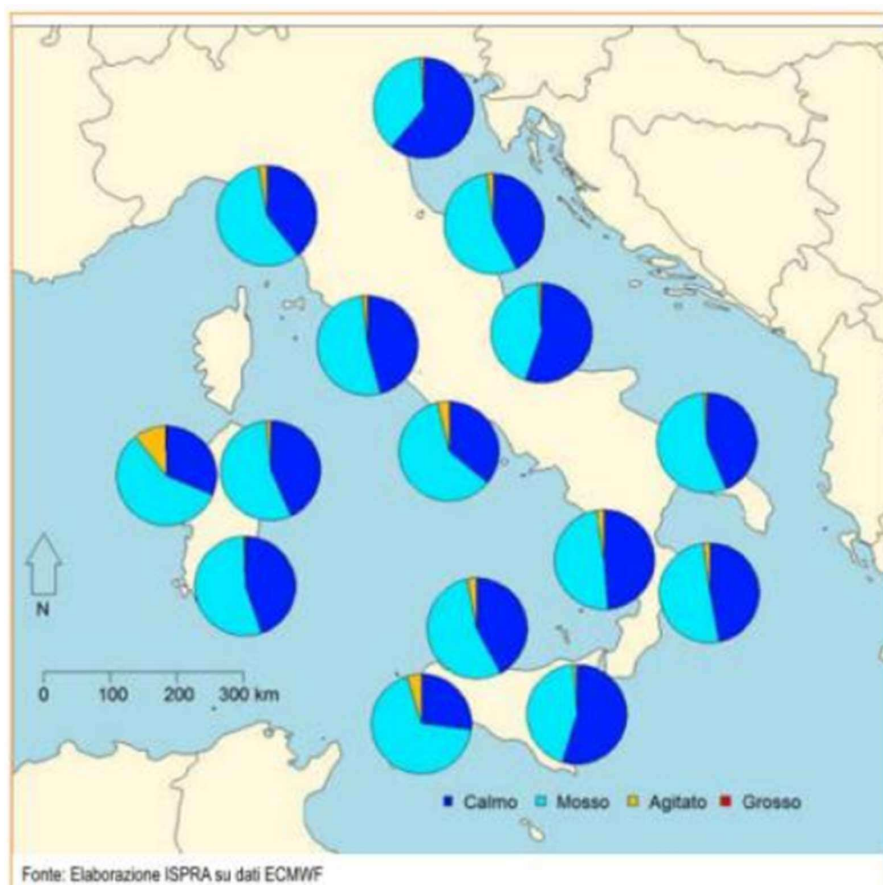 N
0 100 200 300 km
Calmo Mosso Agitato Grosso
Fonte: Elaborazione ISPRA su dati ECMWF